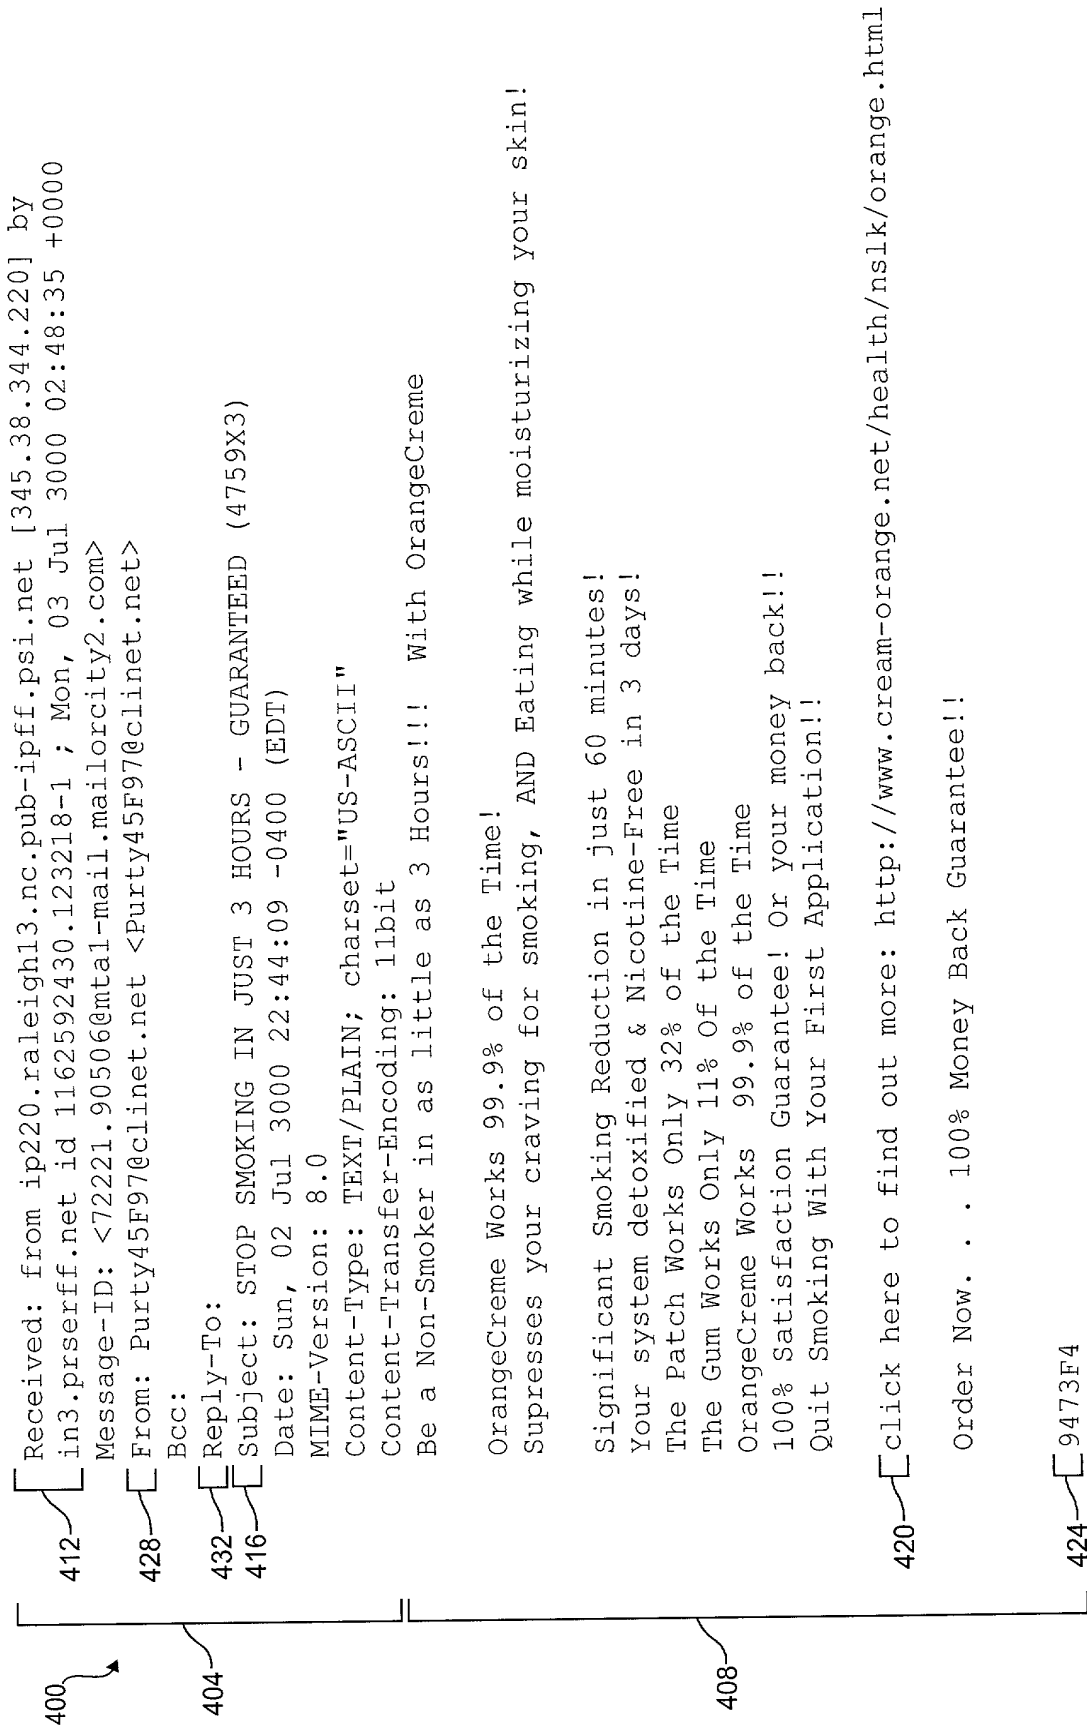 400
404
408
412
428
432
416
420
424
Received: from ip220.raleigh13.nc.pub-ipff.psi.net [345.38.344.220] by
in3.prserff.net id 1162592430.123218-1 ; Mon, 03 Jul 3000 02:48:35 +0000
Message-ID: <72221.90506@mtal-mail.mailorcity2.com>
From: Purty45F97@clinet.net <Purty45F97@clinet.net>
Bcc:
Reply-To:
Subject: STOP SMOKING IN JUST 3 HOURS - GUARANTEED (4759X3)
Date: Sun, 02 Jul 3000 22:44:09 -0400 (EDT)
MIME-Version: 8.0
Content-Type: TEXT/PLAIN; charset="US-ASCII"
Content-Transfer-Encoding: 11bit
Be a Non-Smoker in as little as 3 Hours!!! With OrangeCreme
OrangeCreme Works 99.9% of the Time!
Supresses your craving for smoking, AND Eating while moisturizing your skin!
Significant Smoking Reduction in just 60 minutes!
Your system detoxified & Nicotine-Free in 3 days!
The Patch Works Only 32% of the Time
The Gum Works Only 11% Of the Time
OrangeCreme Works 99.9% of the Time
100% Satisfaction Guarantee! Or your money back!!
Quit Smoking With Your First Application!!
click here to find out more: http://www.cream-orange.net/health/nslk/orange.html
Order Now. . . 100% Money Back Guarantee!!
9473F4